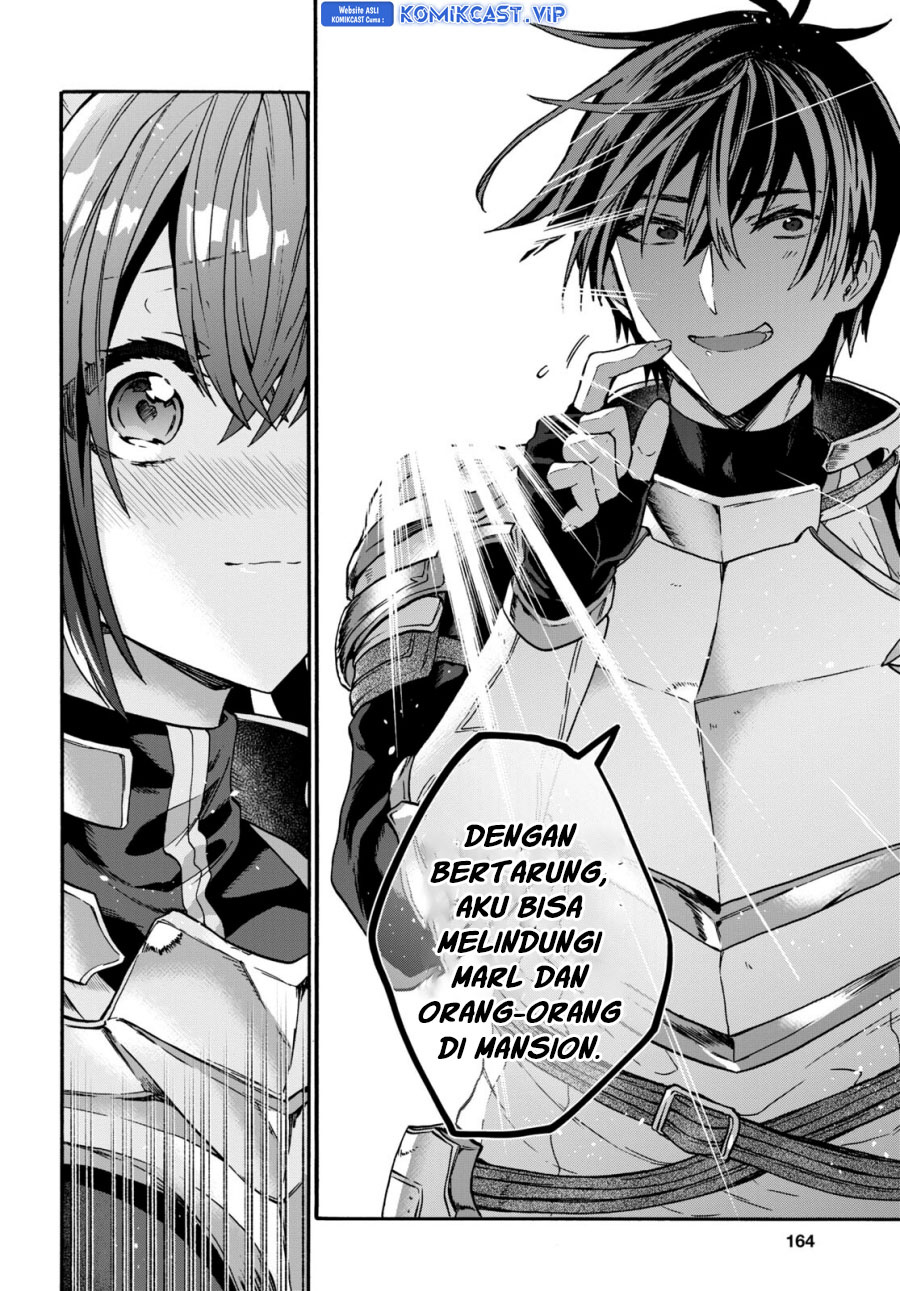 Website ASLI
KOMIKCAST Cuma :
KOMIKCAST.VIP
DENGAN
BERTARUNG,
AKU BISA
MELINDUNGI
MARL DAN
ORANG-ORANG
DI MANSION.
164